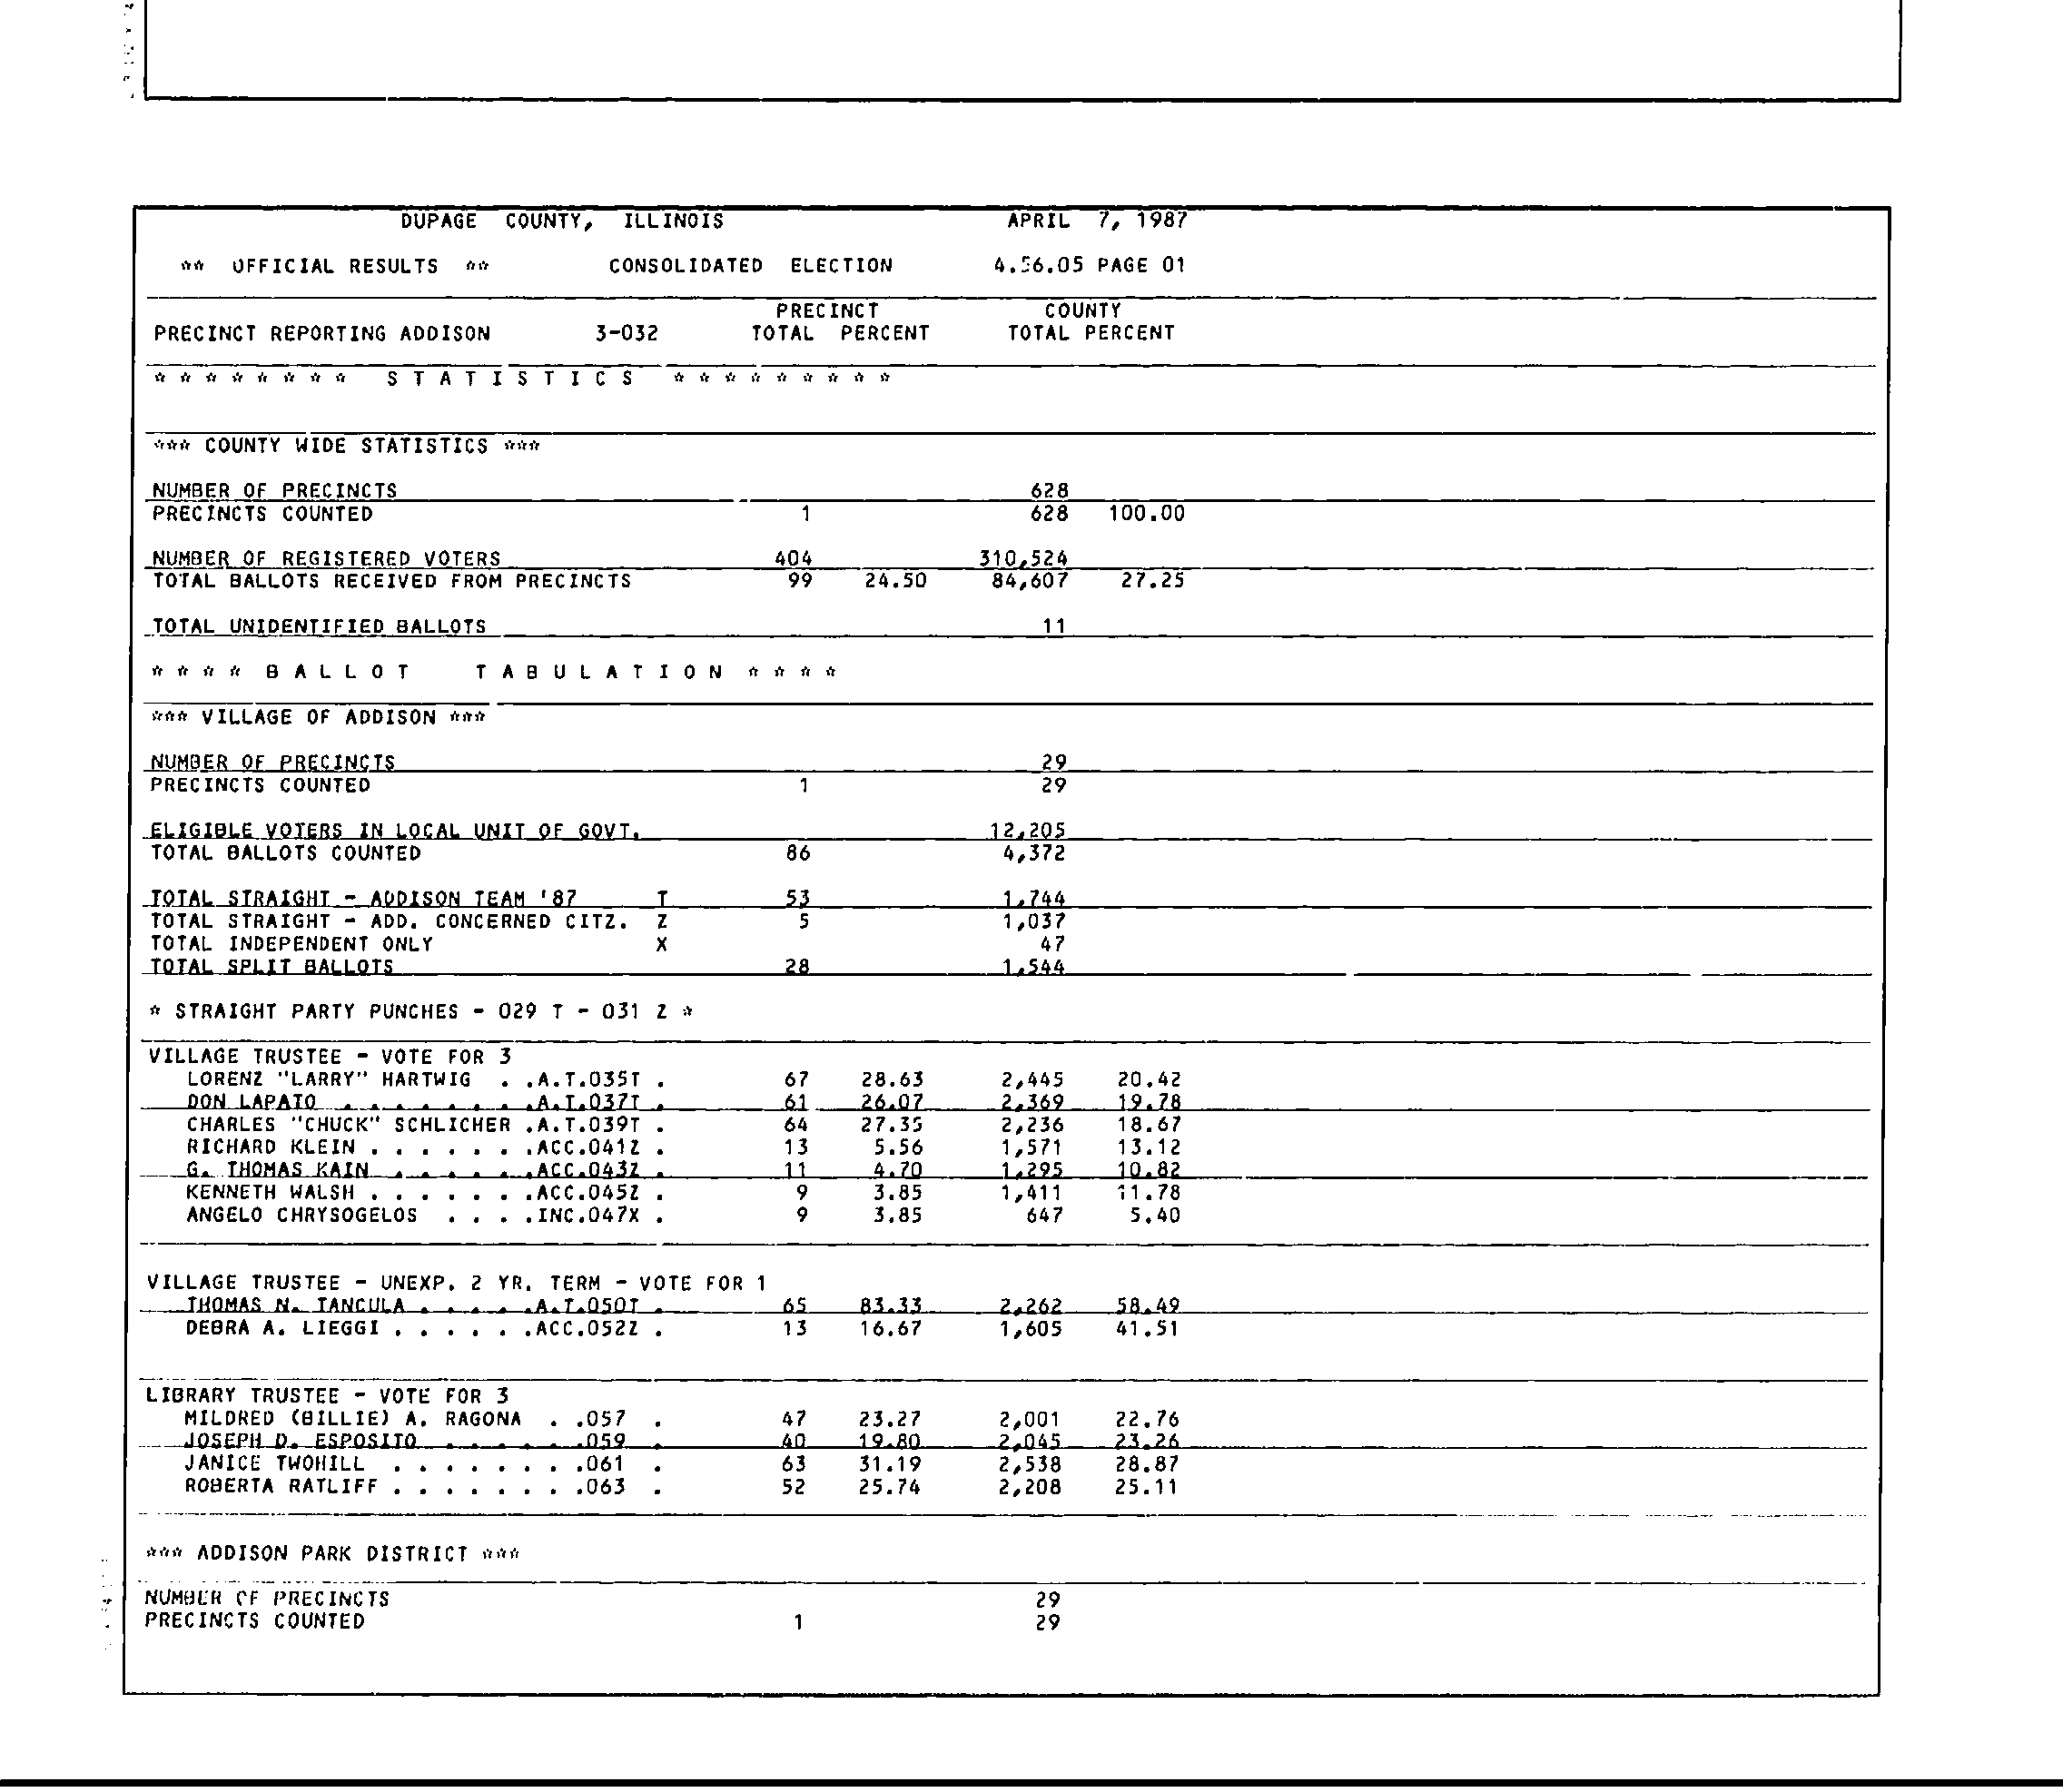 DUPAGE COUNTY, ILLINOIS APRIL 7, 1987
** OFFICIAL RESULTS ** CONSOLIDATED ELECTION 4.56.05 PAGE 01
PRECINCT COUNTY
PRECINCT REPORTING ADDISON 3-032 TOTAL PERCENT TOTAL PERCENT
* * * * * * * * S T A T I S T I C S * * * * * * * * *
*** COUNTY WIDE STATISTICS ***
NUMBER OF PRECINCTS 628
PRECINCTS COUNTED 1 628 100.00
NUMBER OF REGISTERED VOTERS 404 310,524
TOTAL BALLOTS RECEIVED FROM PRECINCTS 99 24.50 84,607 27.25
TOTAL UNIDENTIFIED BALLOTS 11
* * * * B A L L O T T A B U L A T I O N * * * *
*** VILLAGE OF ADDISON ***
NUMBER OF PRECINCTS 29
PRECINCTS COUNTED 1 29
ELIGIBLE VOTERS IN LOCAL UNIT OF GOVT. 12,205
TOTAL BALLOTS COUNTED 86 4,372
TOTAL STRAIGHT - ADDISON TEAM '87 T 53 1,744
TOTAL STRAIGHT - ADD. CONCERNED CITZ. Z 5 1,037
TOTAL INDEPENDENT ONLY X 47
TOTAL SPLIT BALLOTS 28 1,544
* STRAIGHT PARTY PUNCHES - 029 T - 031 Z *
VILLAGE TRUSTEE - VOTE FOR 3
LORENZ "LARRY" HARTWIG . .A.T.035T . 67 28.63 2,445 20.42
DON LAPATO . . . . . . . .A.T.037T . 61 26.07 2,369 19.78
CHARLES "CHUCK" SCHLICHER .A.T.039T . 64 27.35 2,236 18.67
RICHARD KLEIN . . . . . . .ACC.041Z . 13 5.56 1,571 13.12
G. THOMAS KAIN . . . . . .ACC.043Z . 11 4.70 1,295 10.82
KENNETH WALSH . . . . . . .ACC.045Z . 9 3.85 1,411 11.78
ANGELO CHRYSOGELOS . . . .INC.047X . 9 3.85 647 5.40
VILLAGE TRUSTEE - UNEXP. 2 YR. TERM - VOTE FOR 1
THOMAS N. TANCULA . . . . .A.T.050T . 65 83.33 2,262 58.49
DEBRA A. LIEGGI . . . . . .ACC.052Z . 13 16.67 1,605 41.51
LIBRARY TRUSTEE - VOTE FOR 3
MILDRED (BILLIE) A. RAGONA . .057 . 47 23.27 2,001 22.76
JOSEPH D. ESPOSITO . . . . . .059 . 40 19.80 2,045 23.26
JANICE TWOHILL . . . . . . . .061 . 63 31.19 2,538 28.87
ROBERTA RATLIFF . . . . . . . .063 . 52 25.74 2,208 25.11
*** ADDISON PARK DISTRICT ***
NUMBER OF PRECINCTS 29
PRECINCTS COUNTED 1 29